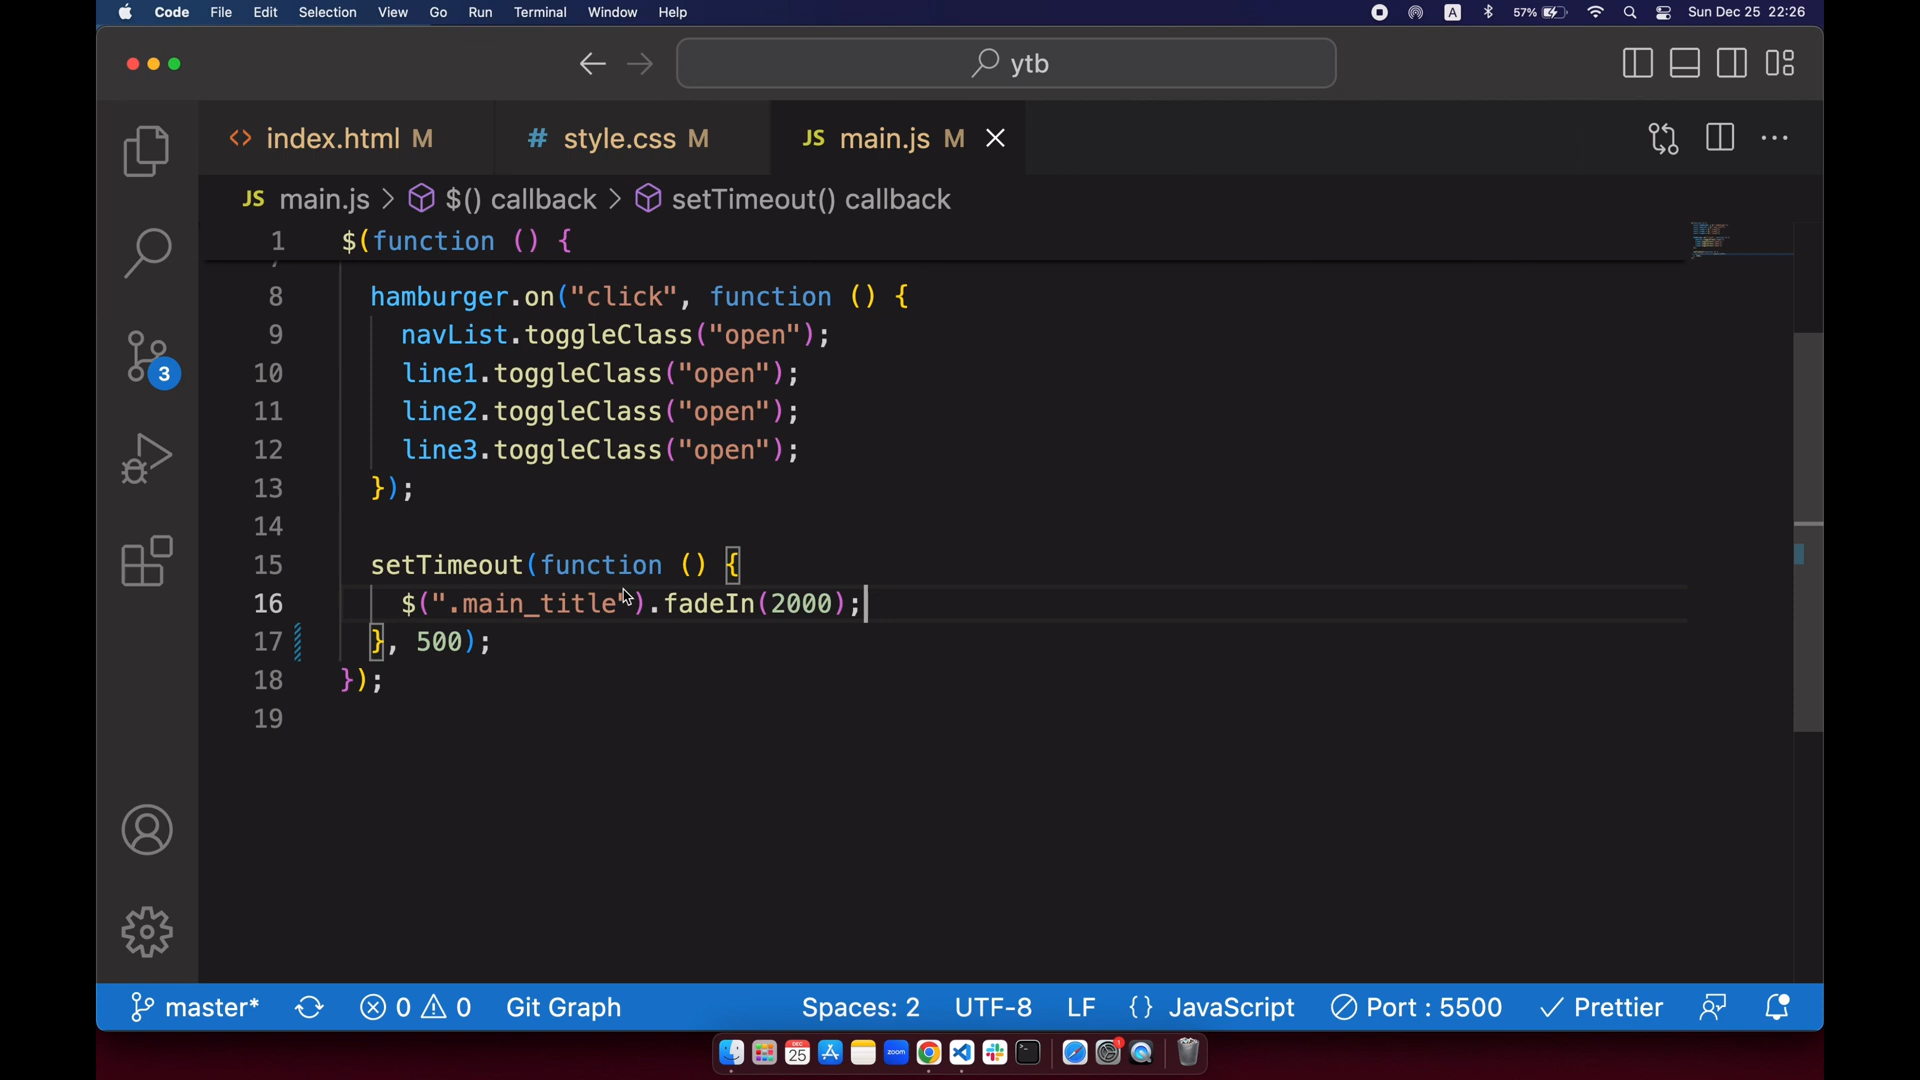 Code File Edit Selection View Go Run Terminal Window Help A 57% Sun Dec 25 22:26
ytb
<> index.html M # style.css M JS main.js M
JS main.js > $() callback > setTimeout() callback
1 $(function () {
8 hamburger.on("click", function () {
9 navList.toggleClass("open");
10 line1.toggleClass("open");
11 line2.toggleClass("open");
12 line3.toggleClass("open");
13 });
14
15 setTimeout(function () {
16 $(".main_title").fadeIn(2000);
17 }, 500);
18 });
19
3
master* 0 0 Git Graph Spaces: 2 UTF-8 LF {} JavaScript Port : 5500 Prettier
DEC 25 zoom 1